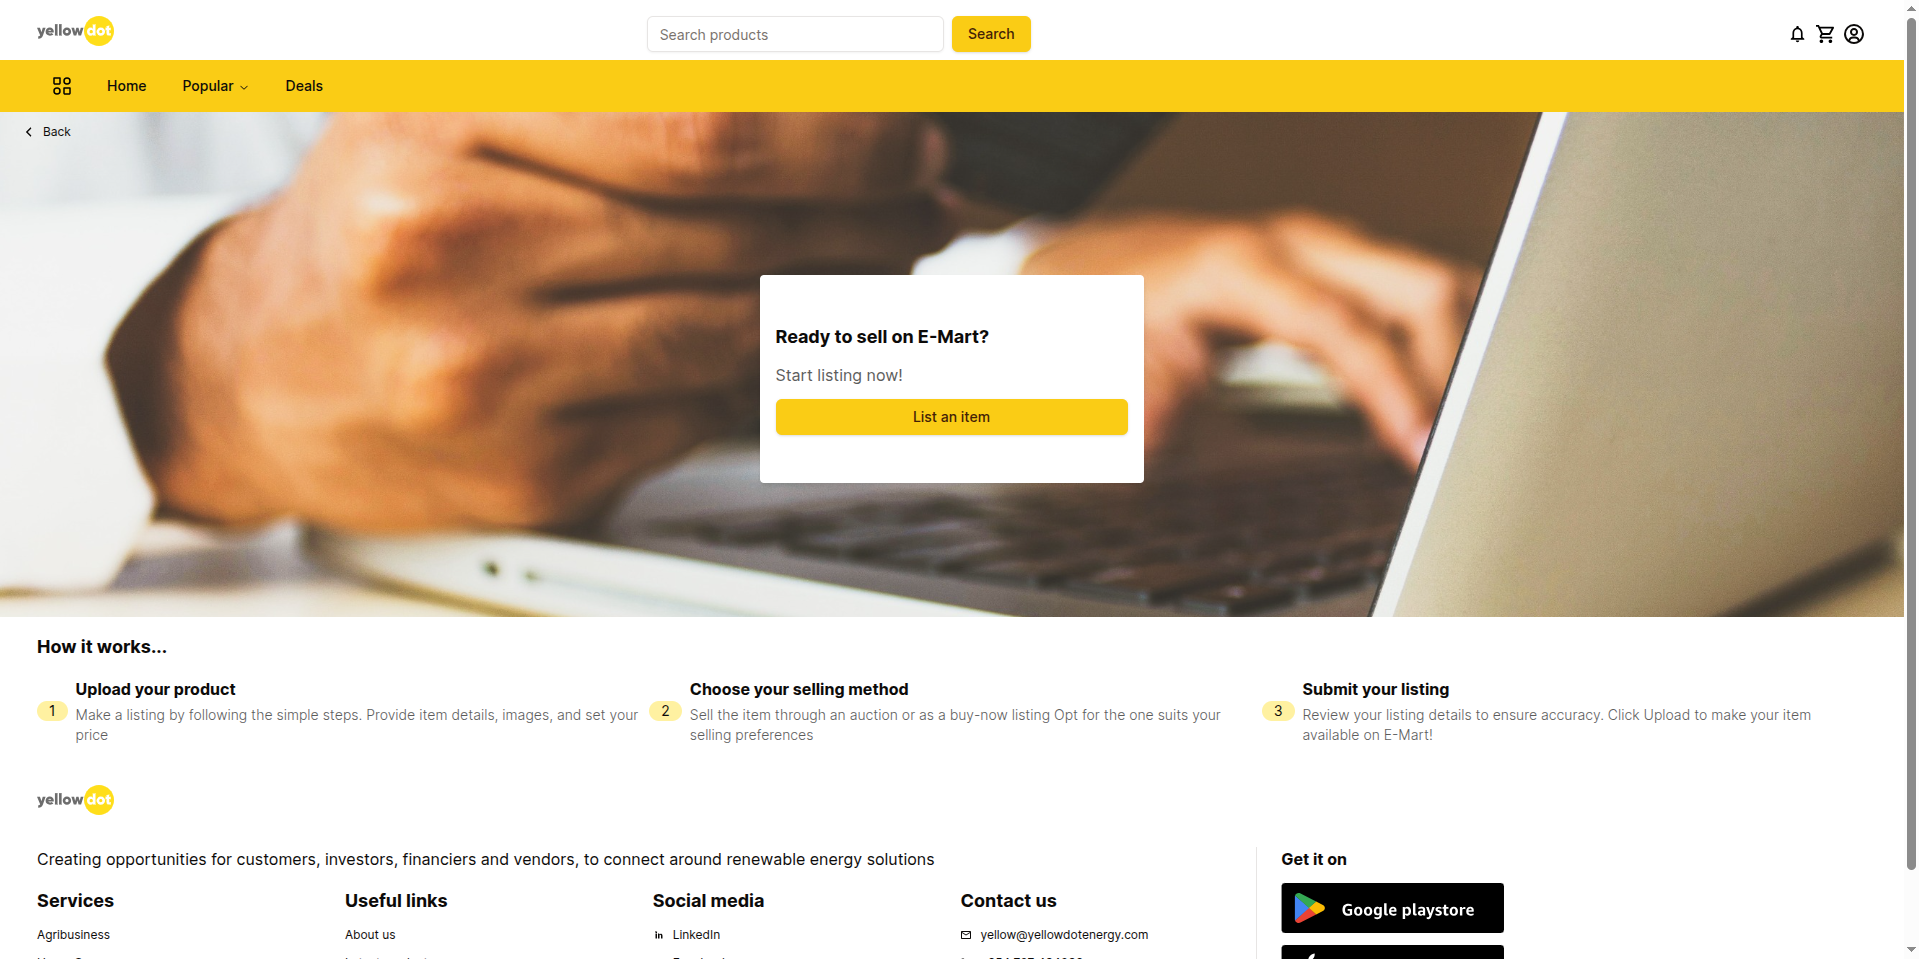 yellow dot
Search products
Search
Home
Popular
Deals
Back
Ready to sell on E-Mart?
Start listing now!
List an item
How it works...
1
Upload your product
Make a listing by following the simple steps. Provide item details, images, and set your
price
2
Choose your selling method
Sell the item through an auction or as a buy-now listing Opt for the one suits your
selling preferences
3
Submit your listing
Review your listing details to ensure accuracy. Click Upload to make your item
available on E-Mart!
yellow dot
Creating opportunities for customers, investors, financiers and vendors, to connect around renewable energy solutions
Services
Agribusiness
Useful links
About us
Social media
in
LinkedIn
Contact us
yellow@yellowdotenergy.com
Get it on
Google playstore